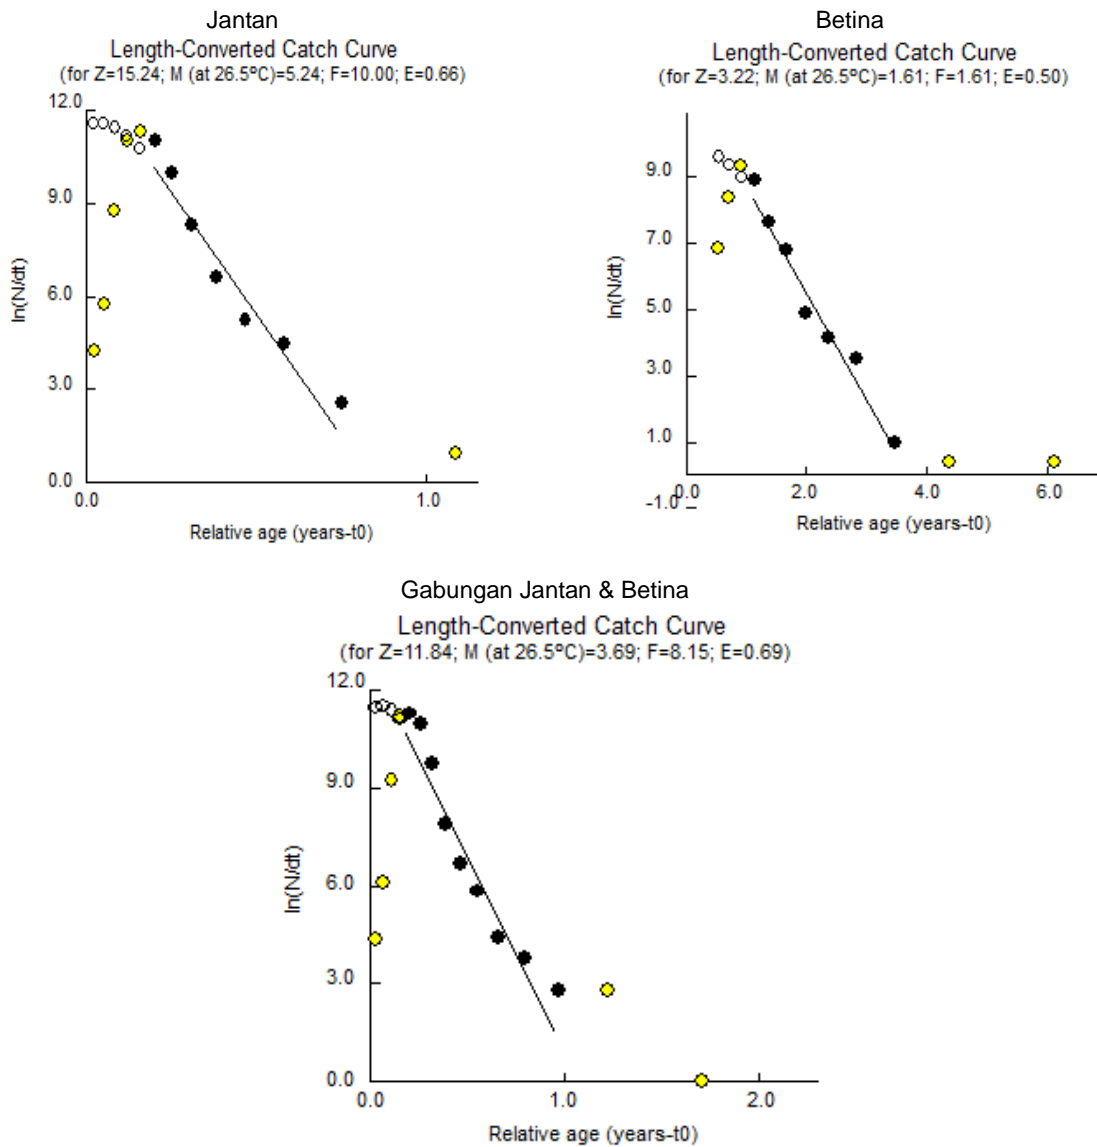 Jantan
Length-Converted Catch Curve
(for Z=15.24; M (at 26.5ºC)=5.24; F=10.00; E=0.66)
12.0
9.0
6.0
3.0
0.0
ln(N/dt)
0.0 1.0
Relative age (years-t0)
Betina
Length-Converted Catch Curve
(for Z=3.22; M (at 26.5ºC)=1.61; F=1.61; E=0.50)
9.0
7.0
5.0
3.0
1.0
-1.0
ln(N/dt)
0.0 2.0 4.0 6.0
Relative age (years-t0)
Gabungan Jantan & Betina
Length-Converted Catch Curve
(for Z=11.84; M (at 26.5ºC)=3.69; F=8.15; E=0.69)
12.0
9.0
6.0
3.0
0.0
ln(N/dt)
0.0 1.0 2.0
Relative age (years-t0)